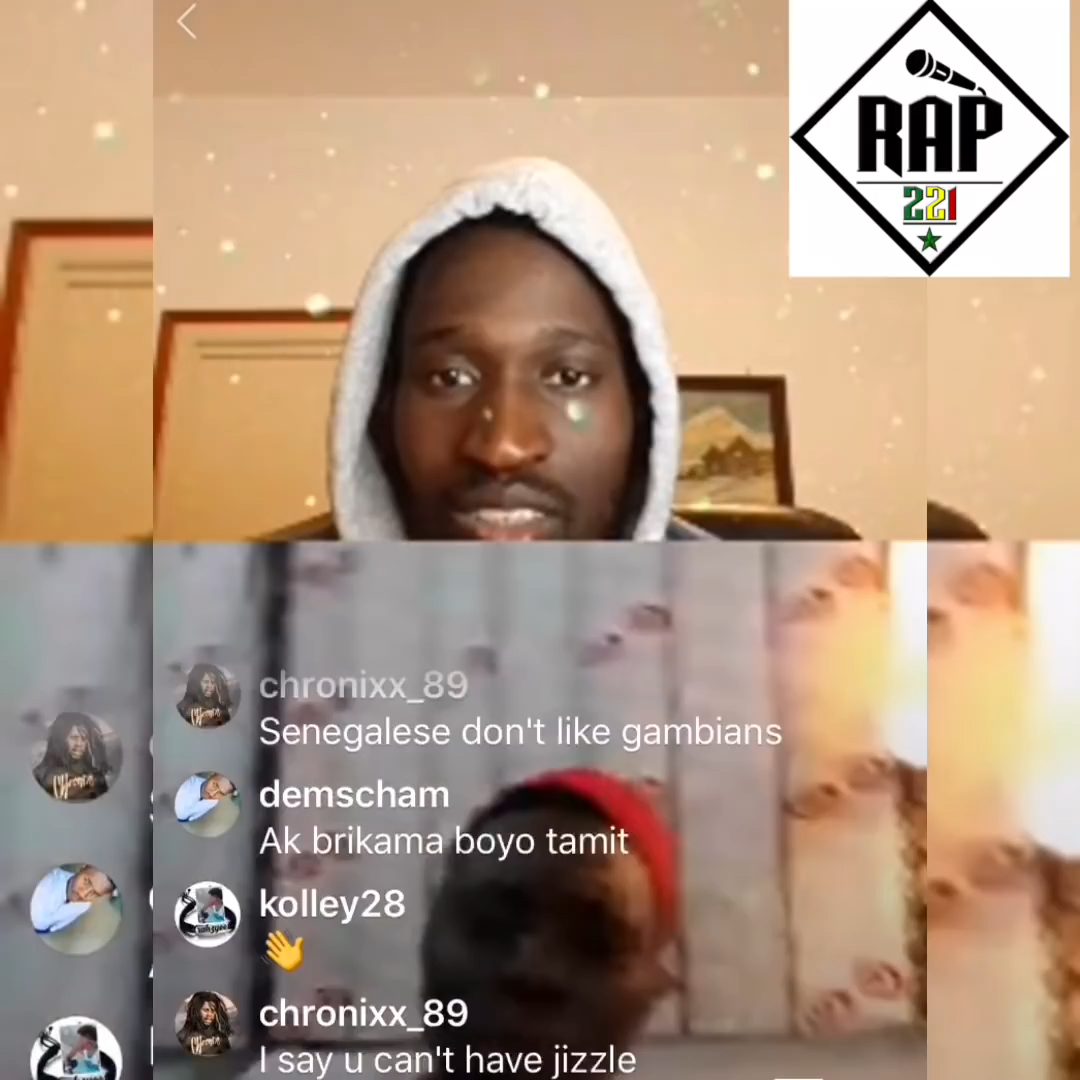 RAP
221
chronixx_89
Senegalese don't like gambians
demscham
Ak brikama boyo tamit
kolley28
chronixx_89
I say u can't have jizzle